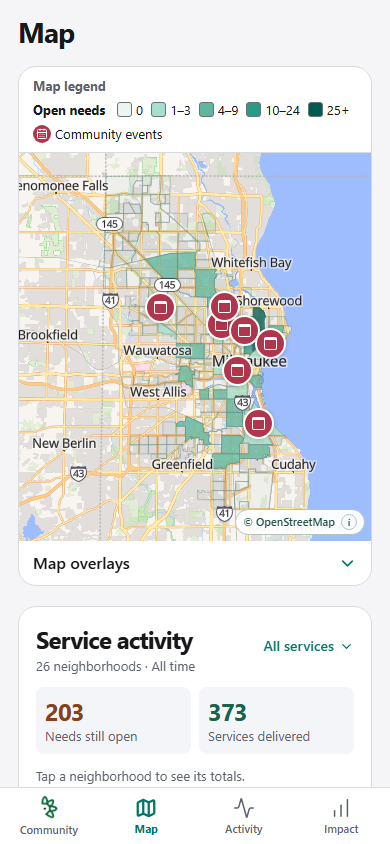 Map
Map legend
Open needs 0 1–3 4–9 10–24 25+
Community events
enomonee Falls
145
Whitefish Bay
145
41
Shorewood
Brookfield
Wauwatosa
West Allis
43
New Berlin
43
Greenfield
Cudahy
41
© OpenStreetMap i
Map overlays
Service activity
All services
26 neighborhoods · All time
203
373
Needs still open
Services delivered
Tap a neighborhood to see its totals.
Community Map Activity Impact